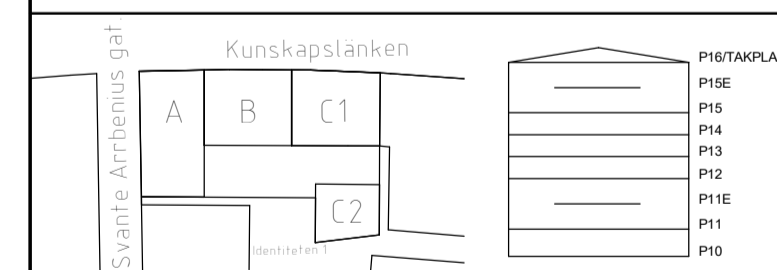 Kunskapslänken
Svante Arrbenius gat.
A
B
C1
C2
Identiteten 1
P16/TAKPLA
P15E
P15
P14
P13
P12
P11E
P11
P10